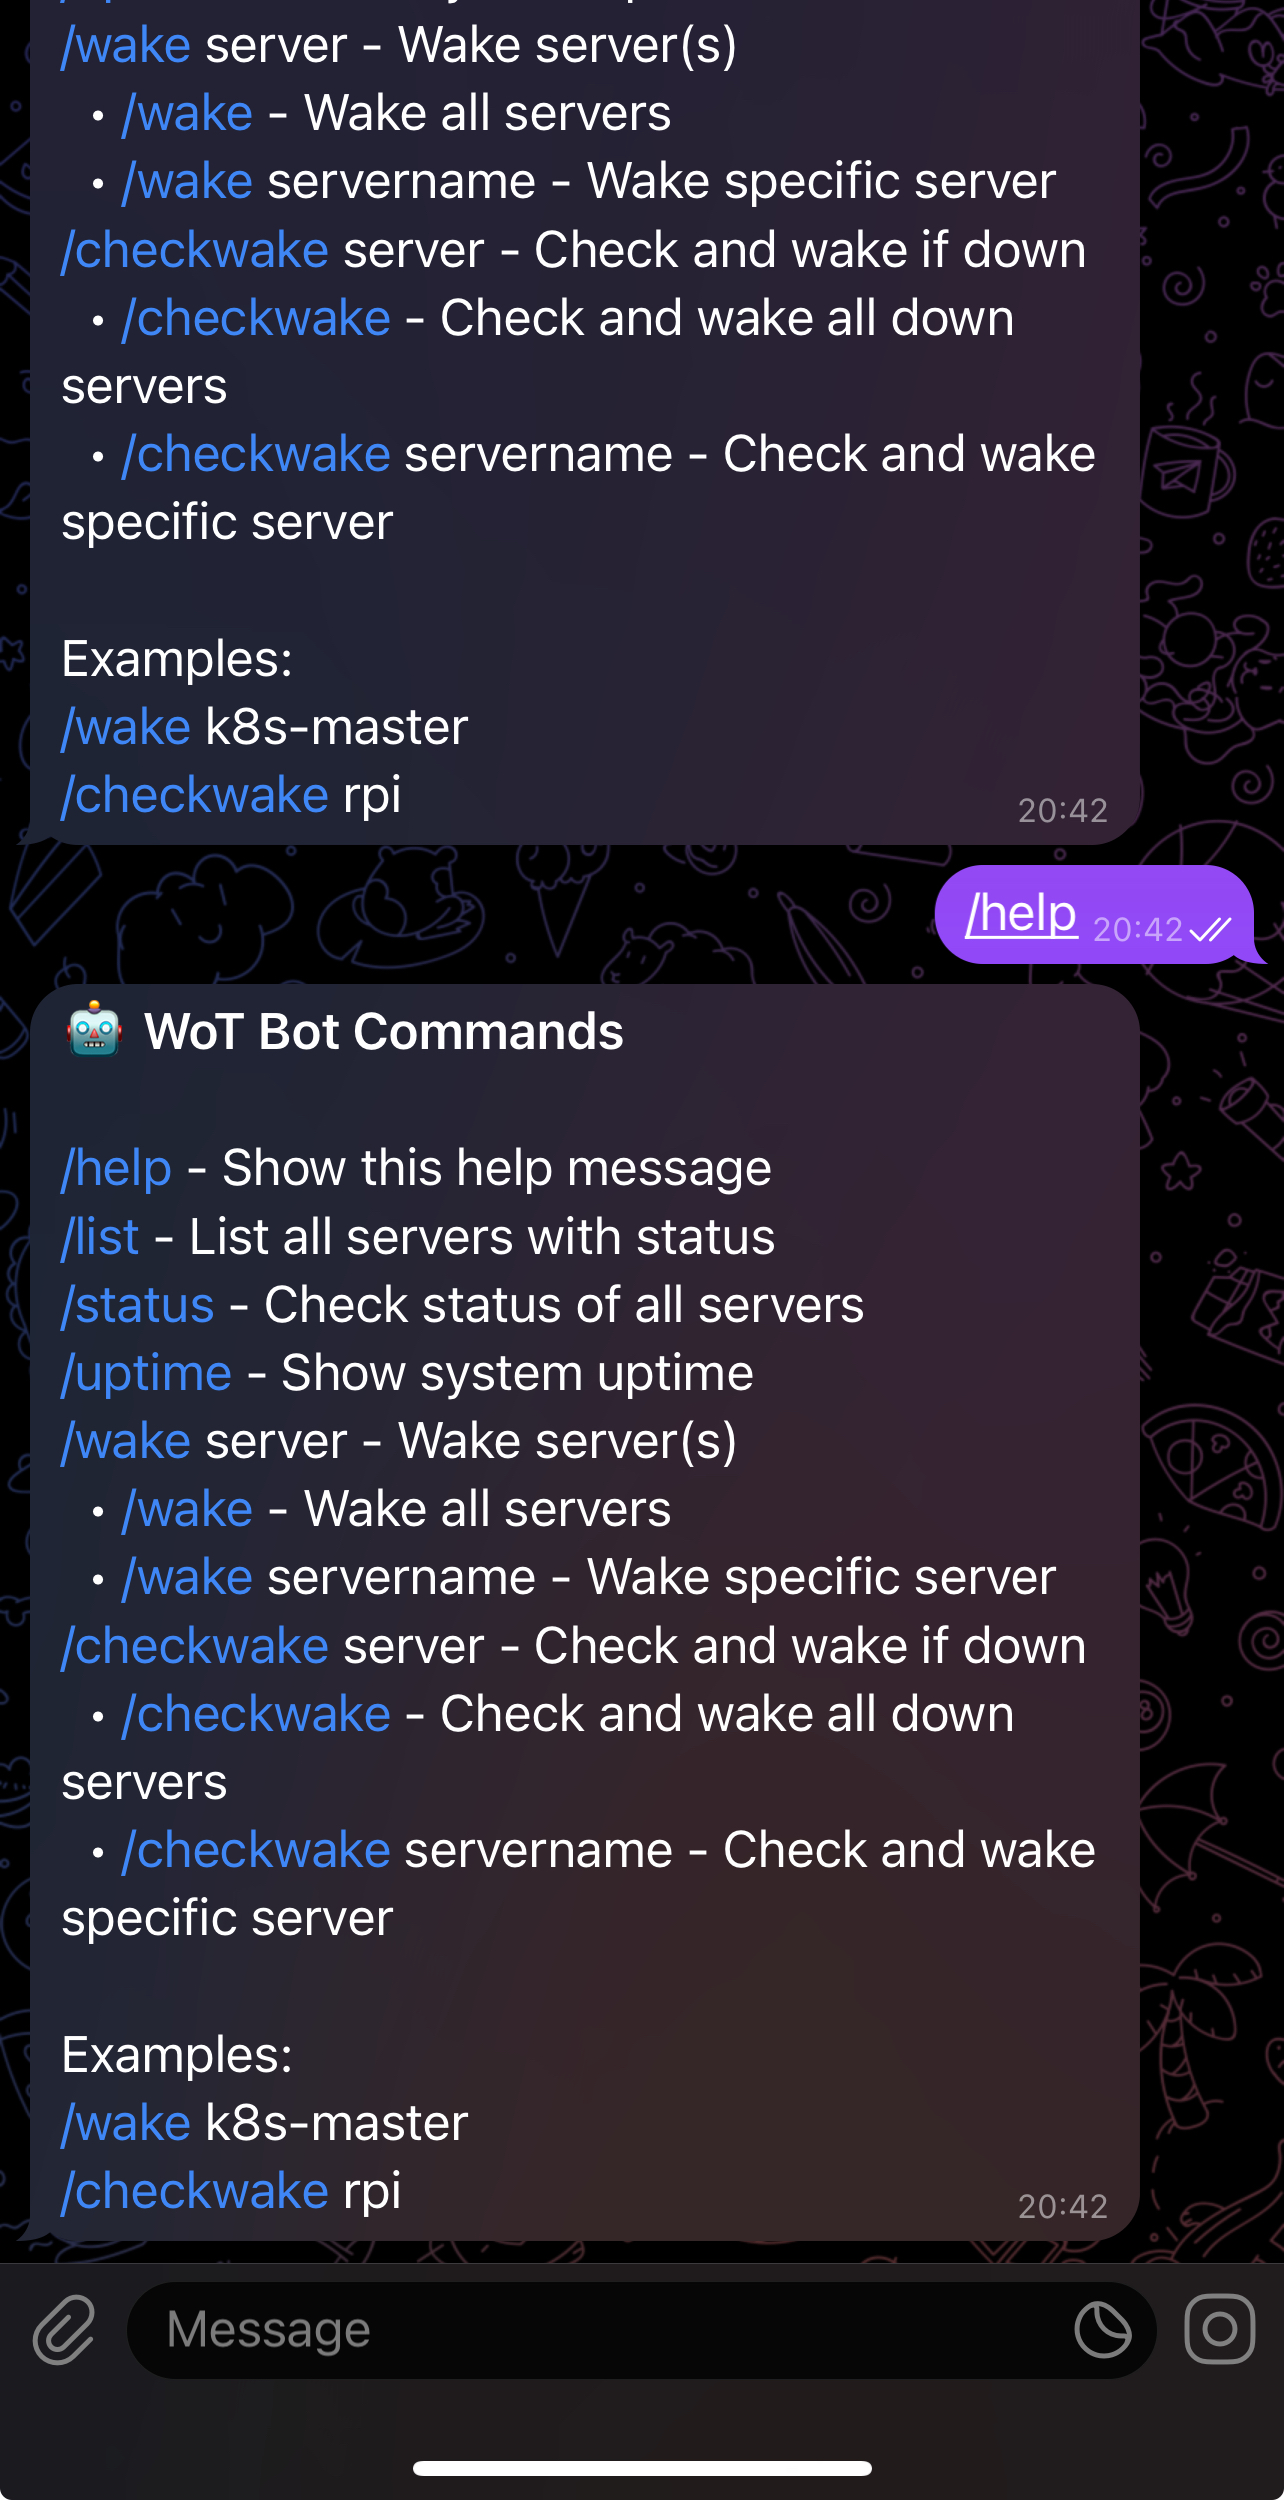 /wake server - Wake server(s)
• /wake - Wake all servers
• /wake servername - Wake specific server
/checkwake server - Check and wake if down
• /checkwake - Check and wake all down
servers
• /checkwake servername - Check and wake
specific server
Examples:
/wake k8s-master
/checkwake rpi
20:42
/help 20:42
🤖 WoT Bot Commands
/help - Show this help message
/list - List all servers with status
/status - Check status of all servers
/uptime - Show system uptime
/wake server - Wake server(s)
• /wake - Wake all servers
• /wake servername - Wake specific server
/checkwake server - Check and wake if down
• /checkwake - Check and wake all down
servers
• /checkwake servername - Check and wake
specific server
Examples:
/wake k8s-master
/checkwake rpi
20:42
Message